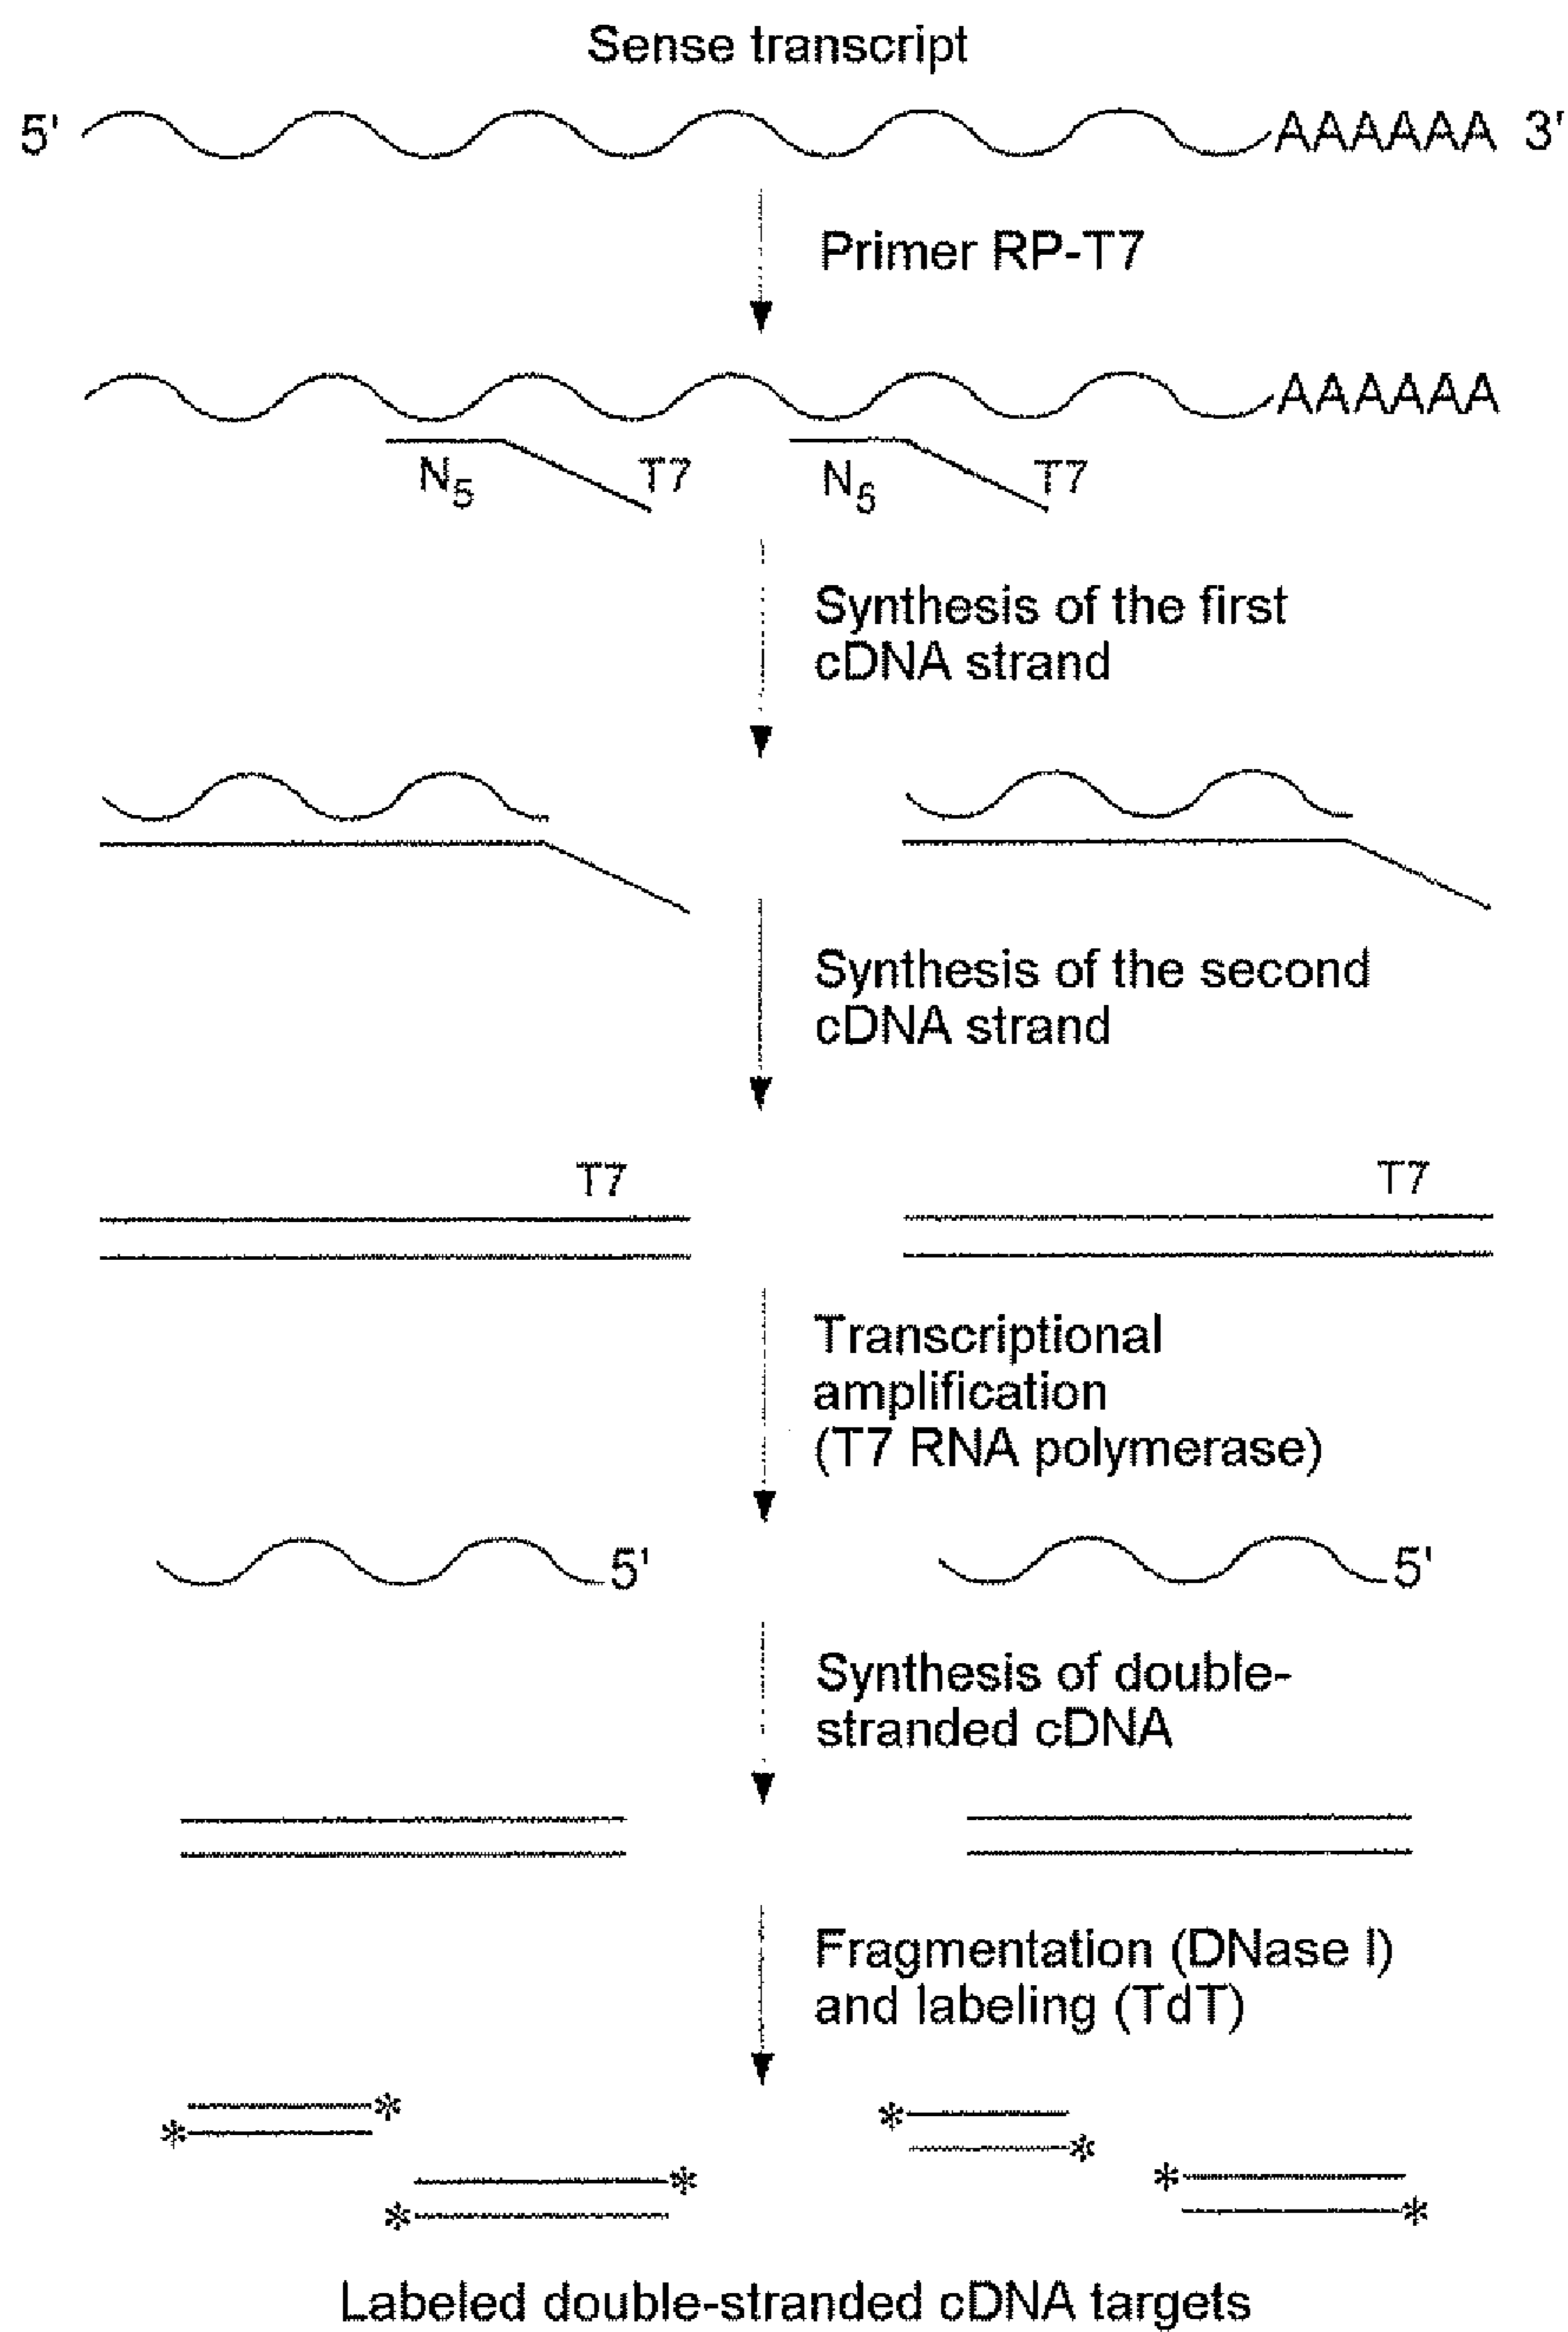 Sense transcript
5' AAAAAA 3'
Primer RP-T7
AAAAAA
N5 T7 N5 T7
Synthesis of the first
cDNA strand
Synthesis of the second
cDNA strand
T7 T7
Transcriptional
amplification
(T7 RNA polymerase)
5' 5'
Synthesis of double-
stranded cDNA
Fragmentation (DNase I)
and labeling (TdT)
* * * *
* * * *
Labeled double-stranded cDNA targets